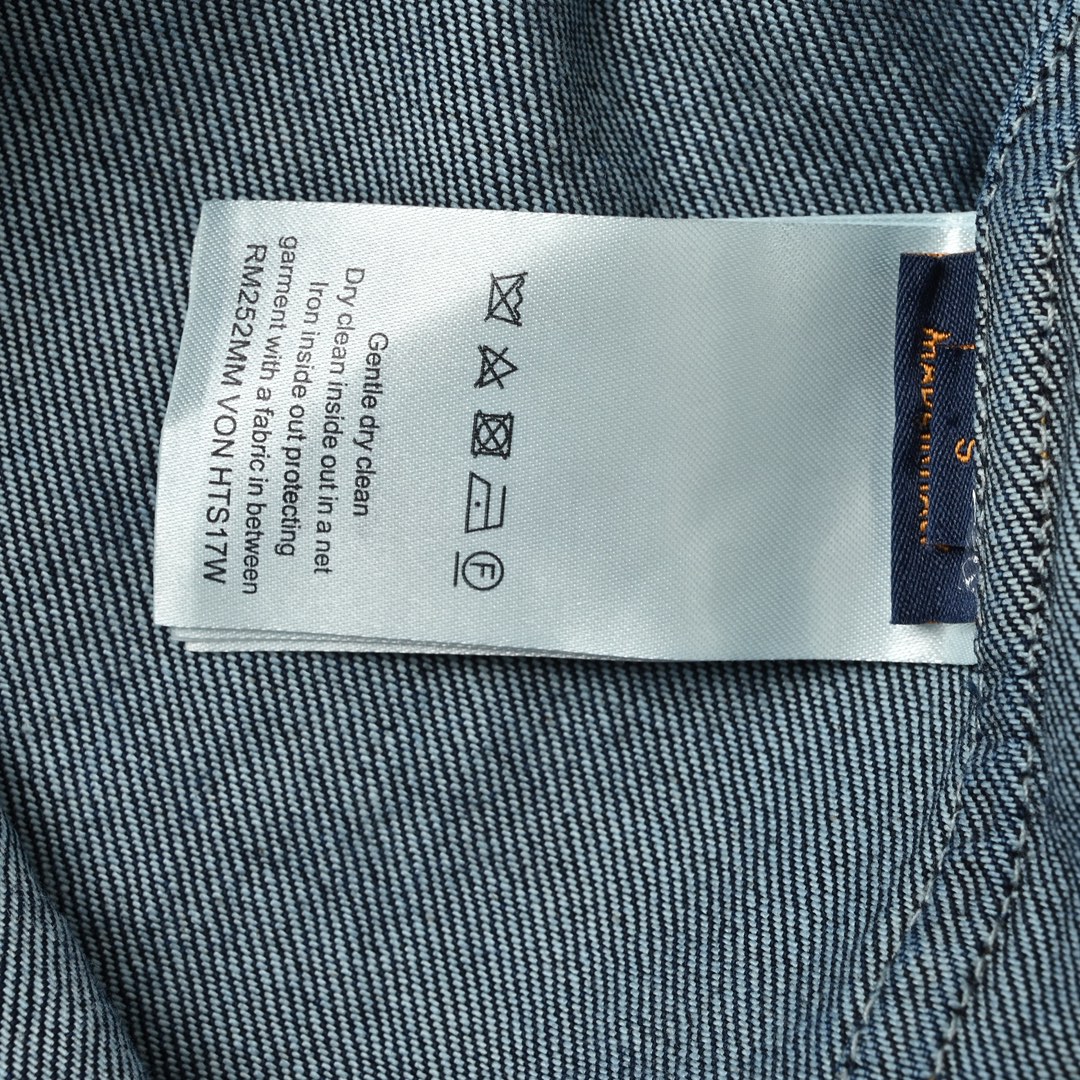 Gentle dry clean
Dry clean inside out in a net
Iron inside out protecting
garment with a fabric in between
RM252MM VON HTS17W
F
S